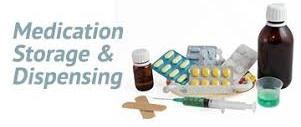 Medication
Storage &
Dispensing